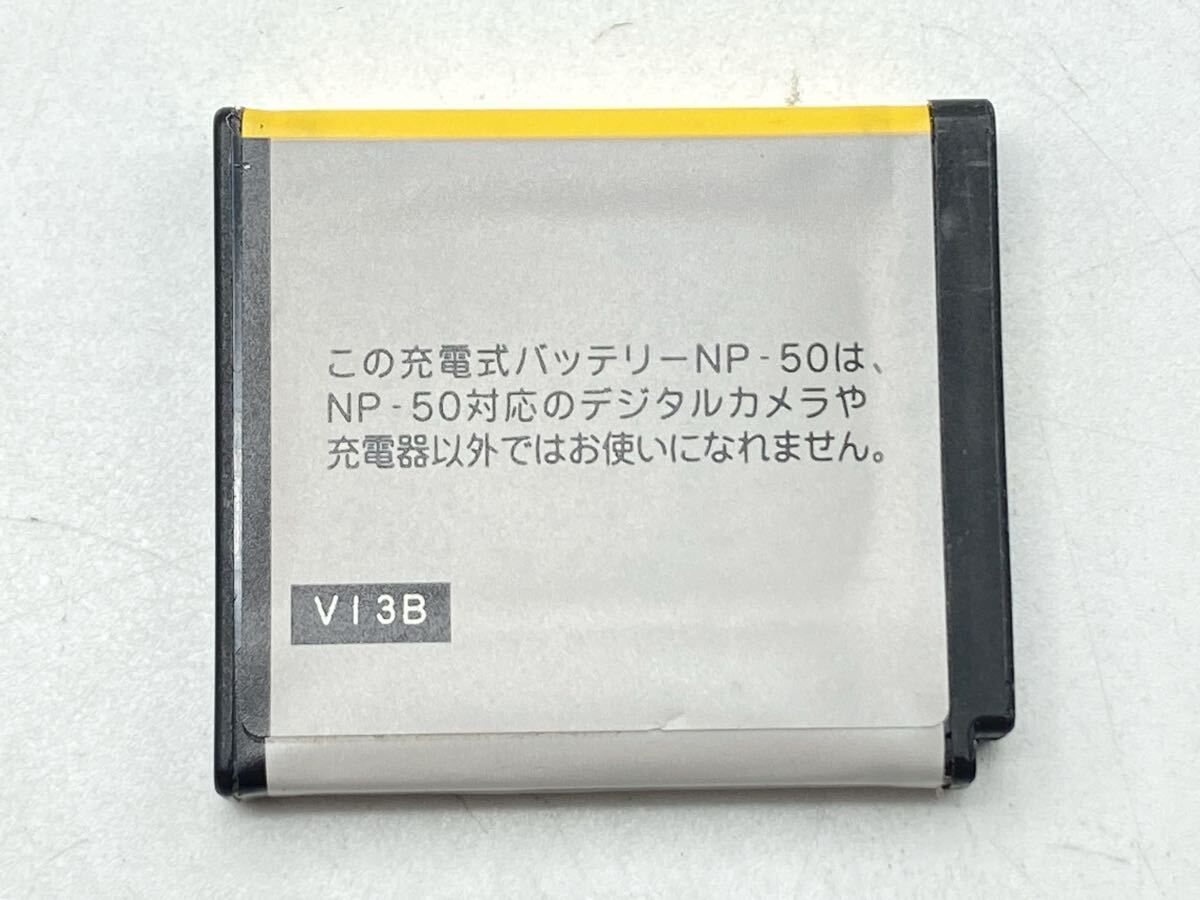 この充電式バッテリーNP-50は、
NP-50対応のデジタルカメラや
充電器以外ではお使いになれません。
V13B